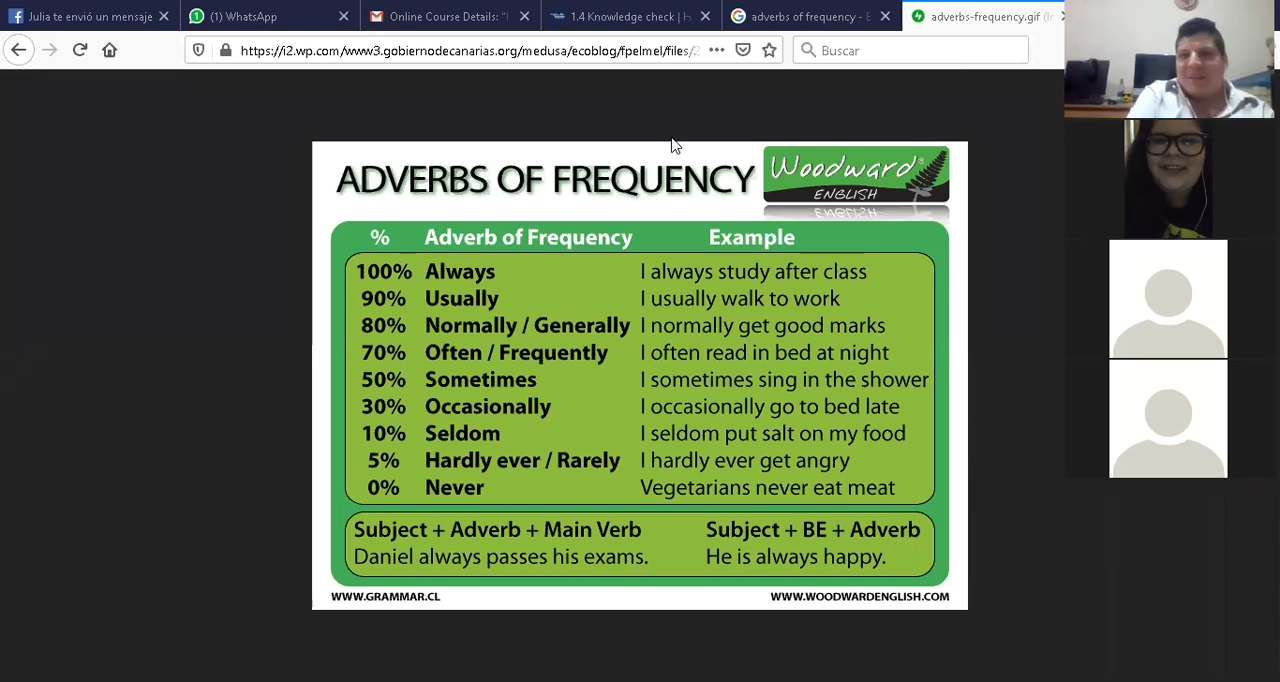 Julia te envió un mensaje
(1) WhatsApp
Online Course Details: "
1.4 Knowledge check | H
adverbs of frequency - E
adverbs-frequency.gif (
https://i2.wp.com/www3.gobiernodecanarias.org/medusa/ecoblog/fpelmel/files/2
Buscar
ADVERBS OF FREQUENCY
Woodward®
ENGLISH
% Adverb of Frequency Example
100% Always I always study after class
90% Usually I usually walk to work
80% Normally / Generally I normally get good marks
70% Often / Frequently I often read in bed at night
50% Sometimes I sometimes sing in the shower
30% Occasionally I occasionally go to bed late
10% Seldom I seldom put salt on my food
5% Hardly ever / Rarely I hardly ever get angry
0% Never Vegetarians never eat meat
Subject + Adverb + Main Verb Subject + BE + Adverb
Daniel always passes his exams. He is always happy.
WWW.GRAMMAR.CL WWW.WOODWARDENGLISH.COM